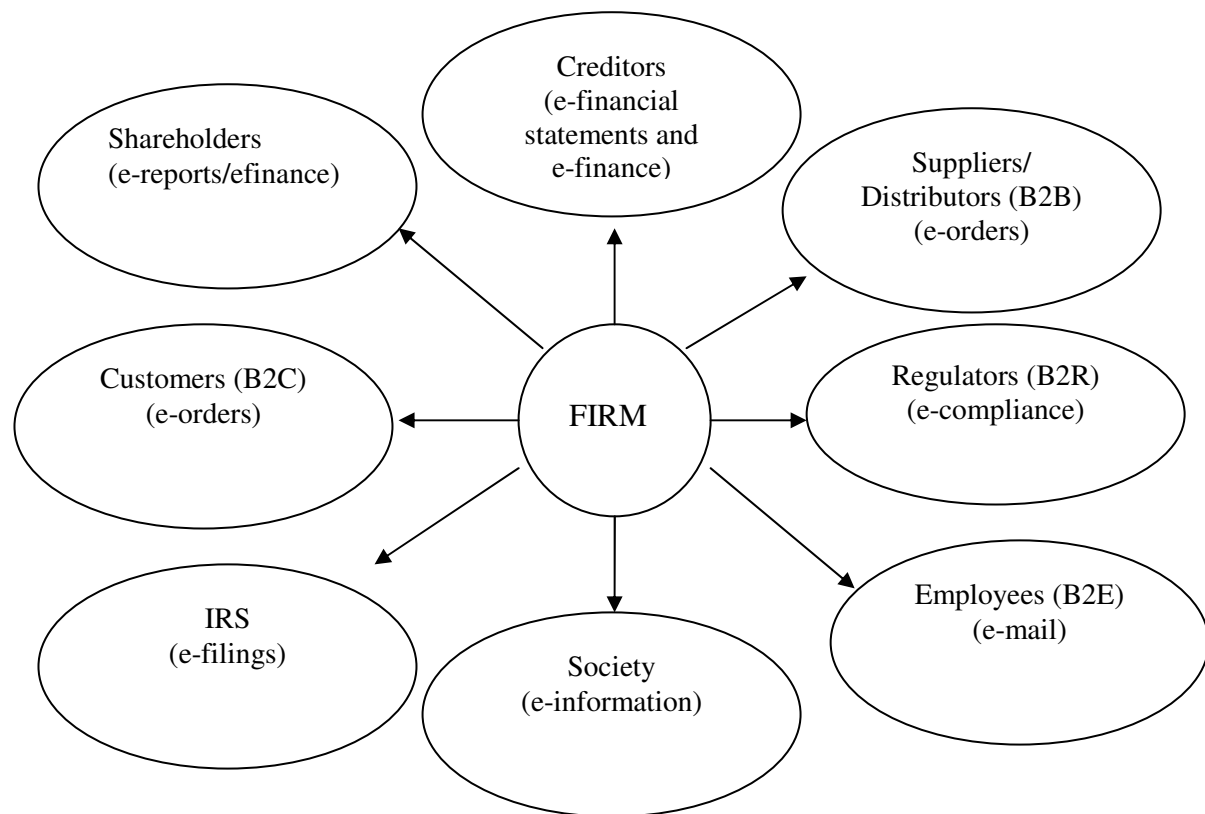 Creditors
(e-financial
statements and
e-finance)
Shareholders
(e-reports/efinance)
Suppliers/
Distributors (B2B)
(e-orders)
Customers (B2C)
(e-orders)
FIRM
Regulators (B2R)
(e-compliance)
IRS
(e-filings)
Society
(e-information)
Employees (B2E)
(e-mail)